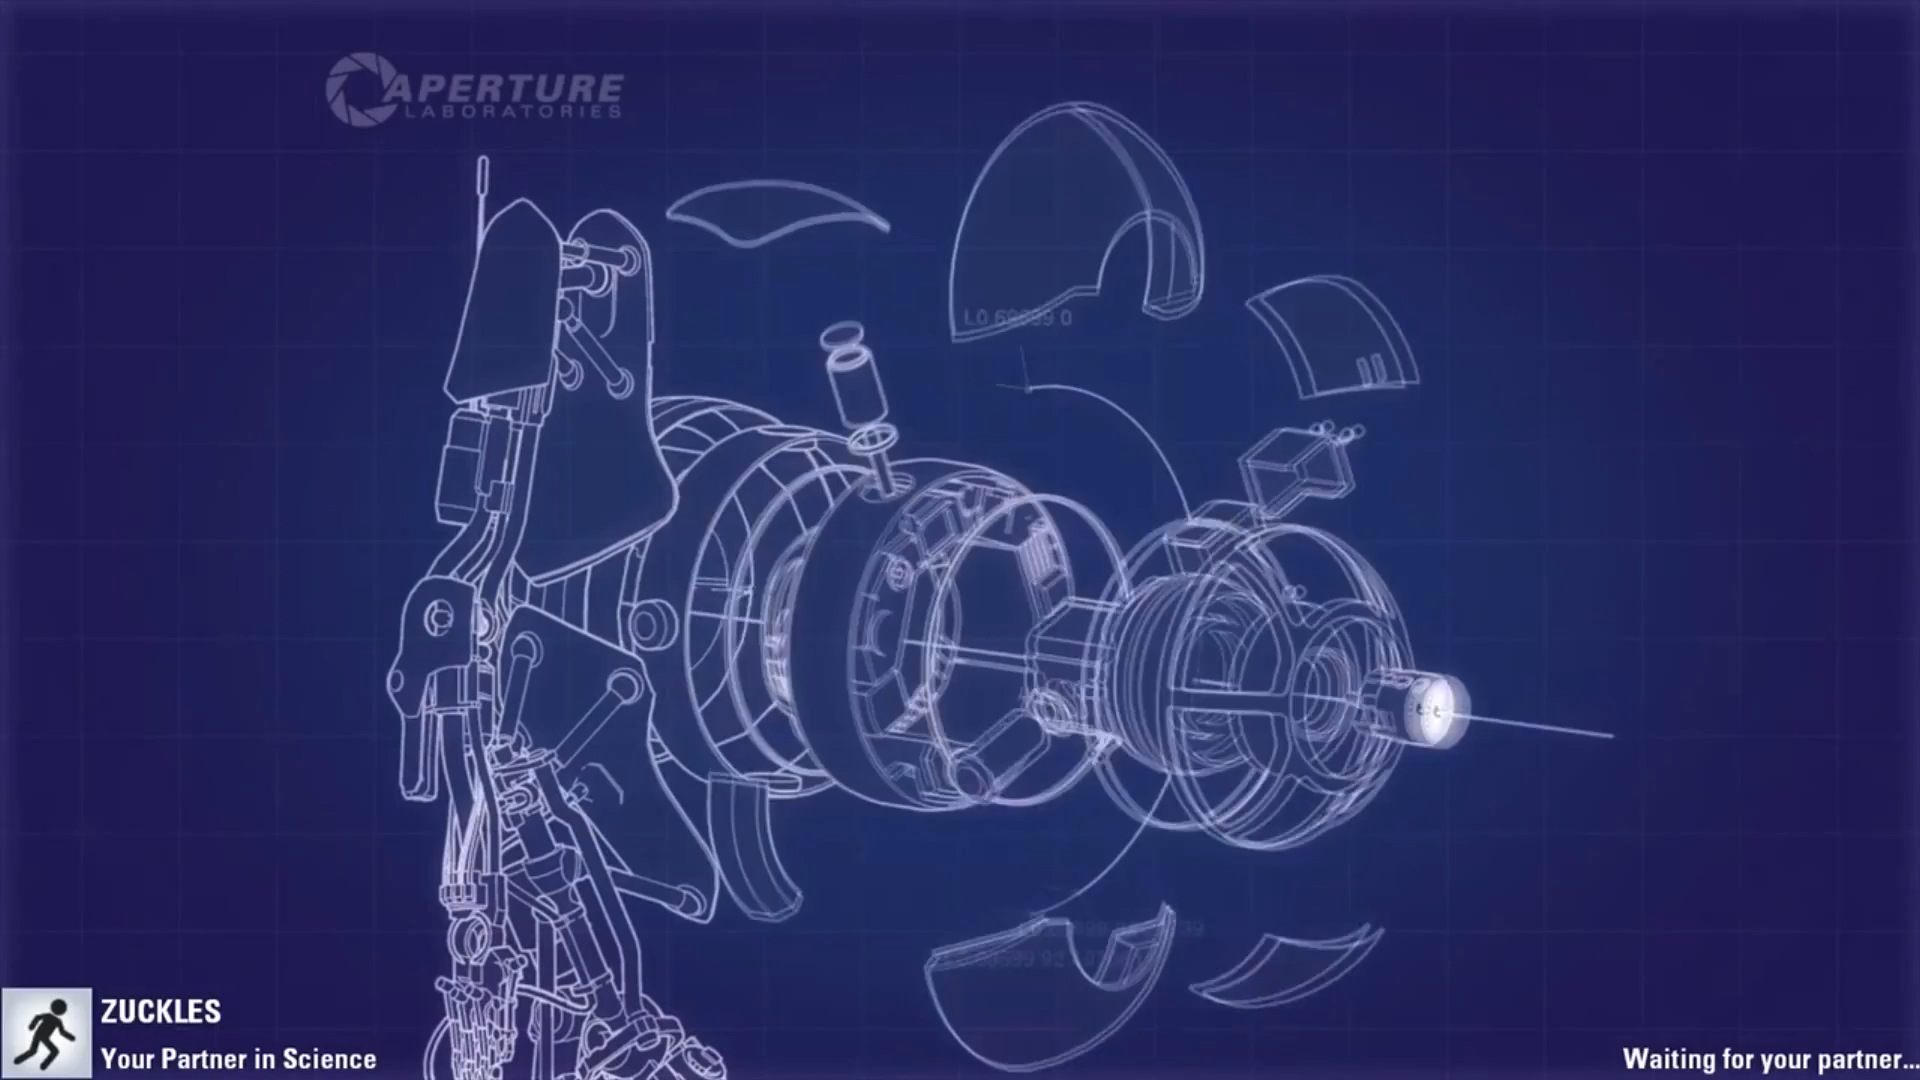 APERTURE
LABORATORIES
ZUCKLES
Your Partner in Science
Waiting for your partner...